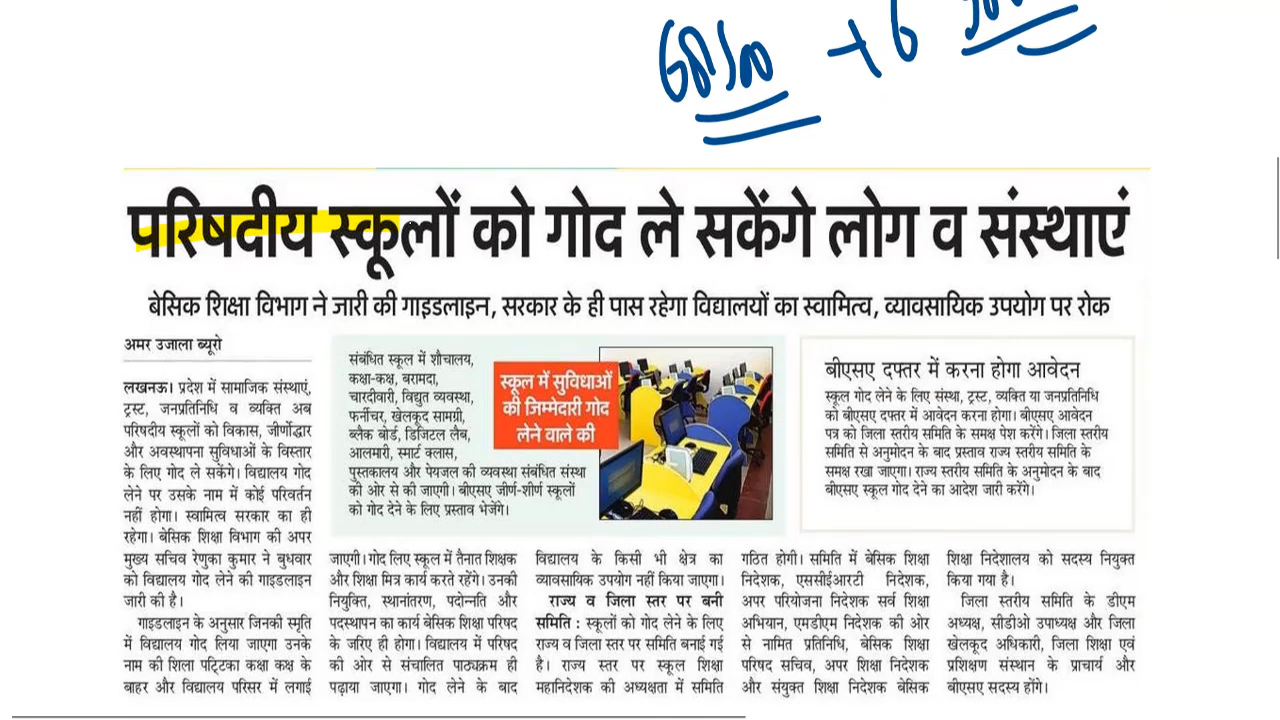 68500 + 6
परिषदीय स्कूलों को गोद ले सकेंगे लोग व संस्थाएं
बेसिक शिक्षा विभाग ने जारी की गाइडलाइन, सरकार के ही पास रहेगा विद्यालयों का स्वामित्व, व्यावसायिक उपयोग पर रोक
अमर उजाला ब्यूरो
लखनऊ। प्रदेश में सामाजिक संस्थाएं,
ट्रस्ट, जनप्रतिनिधि व व्यक्ति अब
परिषदीय स्कूलों को विकास, जीर्णोद्धार
और अवस्थापना सुविधाओं के विस्तार
के लिए गोद ले सकेंगे। विद्यालय गोद
लेने पर उसके नाम में कोई परिवर्तन
नहीं होगा। स्वामित्व सरकार का ही
रहेगा। बेसिक शिक्षा विभाग की अपर
मुख्य सचिव रेणुका कुमार ने बुधवार
को विद्यालय गोद लेने की गाइडलाइन
जारी की है।
गाइडलाइन के अनुसार जिनकी स्मृति
में विद्यालय गोद लिया जाएगा उनके
नाम की शिला पट्टिका कक्षा कक्ष के
बाहर और विद्यालय परिसर में लगाई
संबंधित स्कूल में शौचालय,
कक्षा-कक्ष, बरामदा,
चारदीवारी, विद्युत व्यवस्था,
फर्नीचर, खेलकूद सामग्री,
ब्लैक बोर्ड, डिजिटल लैब,
आलमारी, स्मार्ट क्लास,
पुस्तकालय और पेयजल की व्यवस्था संबंधित संस्था
की ओर से की जाएगी। बीएसए जीर्ण-शीर्ण स्कूलों
को गोद देने के लिए प्रस्ताव भेजेंगे।
स्कूल में सुविधाओं
की जिम्मेदारी गोद
लेने वाले की
बीएसए दफ्तर में करना होगा आवेदन
स्कूल गोद लेने के लिए संस्था, ट्रस्ट, व्यक्ति या जनप्रतिनिधि
को बीएसए दफ्तर में आवेदन करना होगा। बीएसए आवेदन
पत्र को जिला स्तरीय समिति के समक्ष पेश करेंगे। जिला स्तरीय
समिति से अनुमोदन के बाद प्रस्ताव राज्य स्तरीय समिति के
समक्ष रखा जाएगा। राज्य स्तरीय समिति के अनुमोदन के बाद
बीएसए स्कूल गोद देने का आदेश जारी करेंगे।
जाएगी। गोद लिए स्कूल में तैनात शिक्षक
और शिक्षा मित्र कार्य करते रहेंगे। उनकी
नियुक्ति, स्थानांतरण, पदोन्नति और
पदस्थापन का कार्य बेसिक शिक्षा परिषद
के जरिए ही होगा। विद्यालय में परिषद
की ओर से संचालित पाठ्यक्रम ही
पढ़ाया जाएगा। गोद लेने के बाद
विद्यालय के किसी भी क्षेत्र का
व्यावसायिक उपयोग नहीं किया जाएगा।
राज्य व जिला स्तर पर बनी
समिति : स्कूलों को गोद लेने के लिए
राज्य व जिला स्तर पर समिति बनाई गई
है। राज्य स्तर पर स्कूल शिक्षा
महानिदेशक की अध्यक्षता में समिति
गठित होगी। समिति में बेसिक शिक्षा
निदेशक, एससीईआरटी निदेशक,
अपर परियोजना निदेशक सर्व शिक्षा
अभियान, एमडीएम निदेशक की ओर
से नामित प्रतिनिधि, बेसिक शिक्षा
परिषद सचिव, अपर शिक्षा निदेशक
और संयुक्त शिक्षा निदेशक बेसिक
शिक्षा निदेशालय को सदस्य नियुक्त
किया गया है।
जिला स्तरीय समिति के डीएम
अध्यक्ष, सीडीओ उपाध्यक्ष और जिला
खेलकूद अधिकारी, जिला शिक्षा एवं
प्रशिक्षण संस्थान के प्राचार्य और
बीएसए सदस्य होंगे।